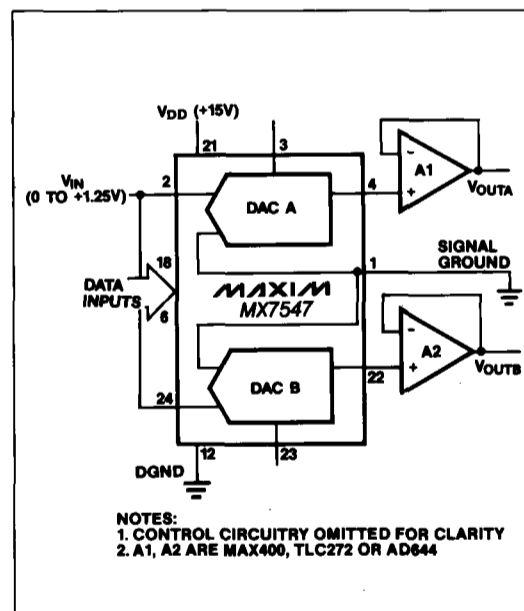 VDD (+15V)
21
3
VIN
(0 TO +1.25V)
2
DAC A
4
-
+
A1
VOUTA
SIGNAL
GROUND
1
18
DATA
INPUTS
6
MAXIM
MX7547
-
+
A2
VOUTB
DAC B
22
24
12
23
DGND
NOTES:
1. CONTROL CIRCUITRY OMITTED FOR CLARITY
2. A1, A2 ARE MAX400, TLC272 OR AD644